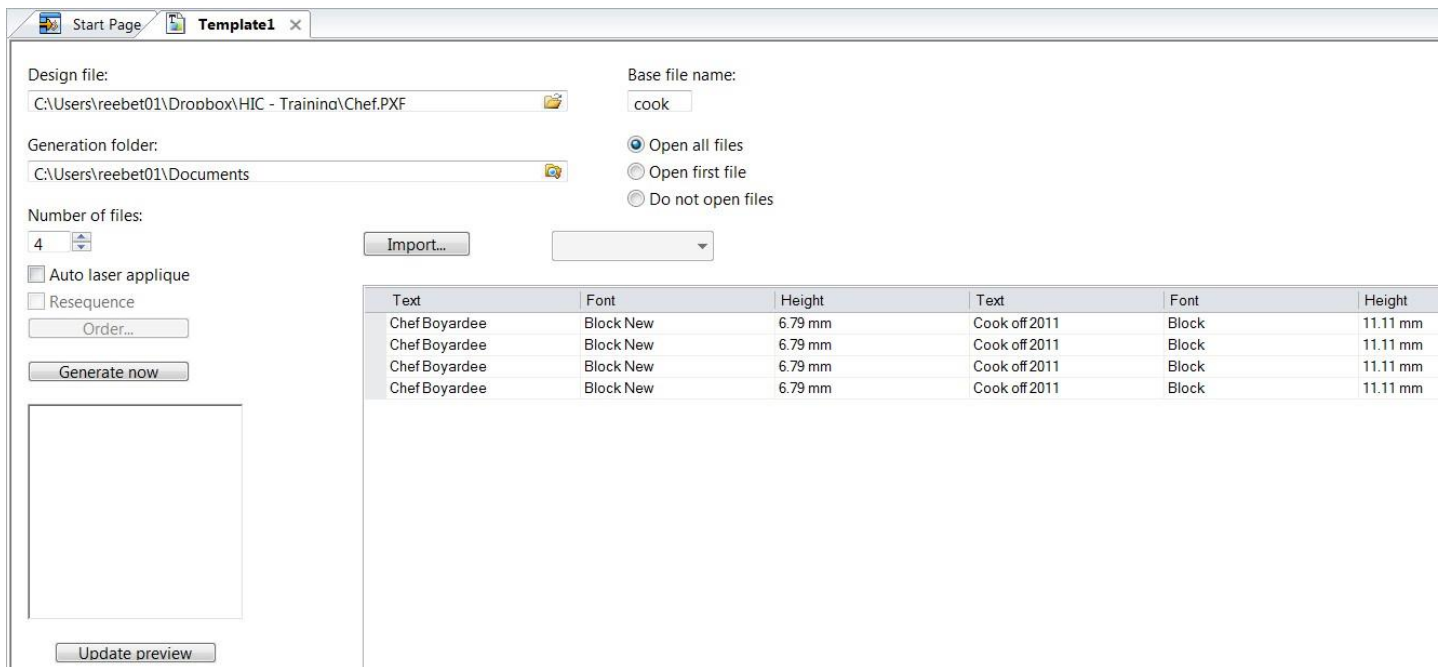 Start Page Template1
Design file:
C:\Users\reebet01\Dropbox\HIC - Training\Chef.PXF
Base file name:
cook
Generation folder:
C:\Users\reebet01\Documents
Open all files
Open first file
Do not open files
Number of files:
4
Import...
Auto laser applique
Resequence
Order...
Generate now
Update preview
Text Font Height Text Font Height
Chef Boyardee Block New 6.79 mm Cook off 2011 Block 11.11 mm
Chef Boyardee Block New 6.79 mm Cook off 2011 Block 11.11 mm
Chef Boyardee Block New 6.79 mm Cook off 2011 Block 11.11 mm
Chef Boyardee Block New 6.79 mm Cook off 2011 Block 11.11 mm